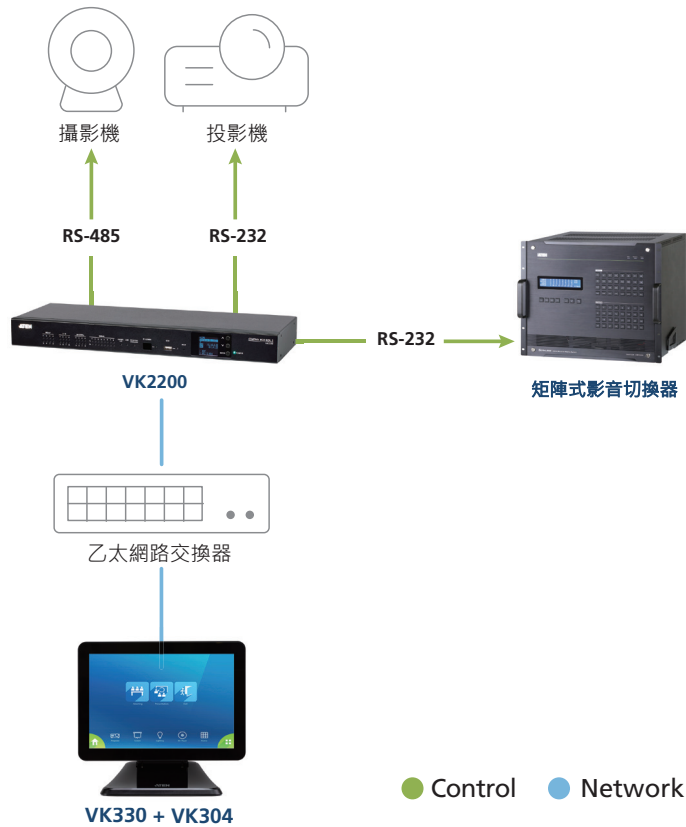 攝影機
投影機
RS-485
RS-232
ATEN
RS-232
VK2200
矩陣式影音切換器
乙太網路交換器
VK330 + VK304
Control
Network